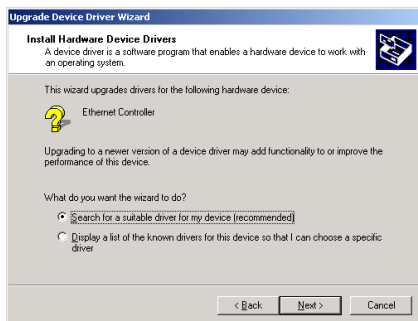 Upgrade Device Driver Wizard
Install Hardware Device Drivers
A device driver is a software program that enables a hardware device to work with
an operating system.
This wizard upgrades drivers for the following hardware device:
Ethernet Controller
Upgrading to a newer version of a device driver may add functionality to or improve the
performance of this device.
What do you want the wizard to do?
Search for a suitable driver for my device (recommended)
Display a list of the known drivers for this device so that I can choose a specific
driver
< Back
Next >
Cancel